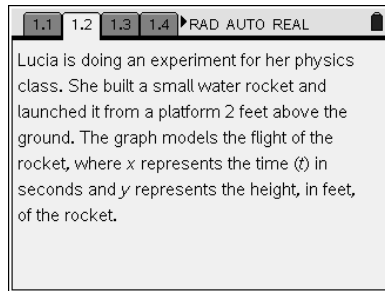 1.1 1.2 1.3 1.4 RAD AUTO REAL
Lucia is doing an experiment for her physics
class. She built a small water rocket and
launched it from a platform 2 feet above the
ground. The graph models the flight of the
rocket, where x represents the time (t) in
seconds and y represents the height, in feet,
of the rocket.